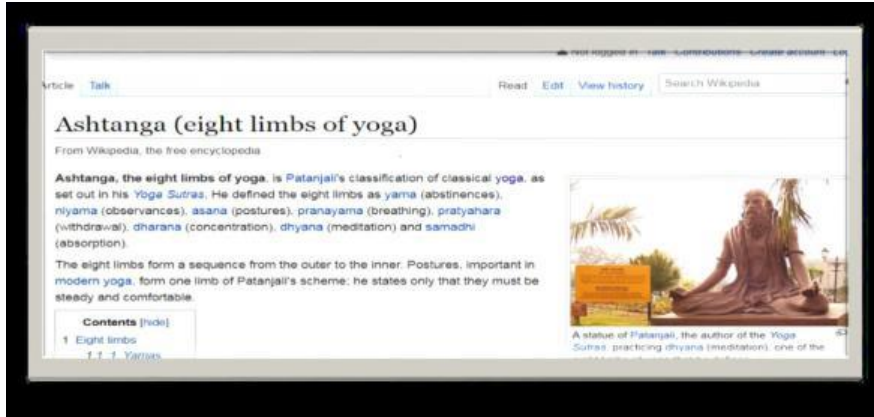 Not logged in Talk Contributions Create account
Article Talk
Read Edit View history Search Wikipedia
Ashtanga (eight limbs of yoga)
From Wikipedia, the free encyclopedia
Ashtanga, the eight limbs of yoga, is Patanjali's classification of classical yoga, as
set out in his Yoga Sutras. He defined the eight limbs as yama (abstinences),
niyama (observances), asana (postures), pranayama (breathing), pratyahara
(withdrawal), dharana (concentration), dhyana (meditation) and samadhi
(absorption).
The eight limbs form a sequence from the outer to the inner. Postures, important in
modern yoga, form one limb of Patanjali's scheme; he states only that they must be
steady and comfortable.
Contents [hide]
1 Eight limbs
1.1 1. Yamas
A statue of Patanjali, the author of the Yoga
Sutras, practicing dhyana (meditation), one of the